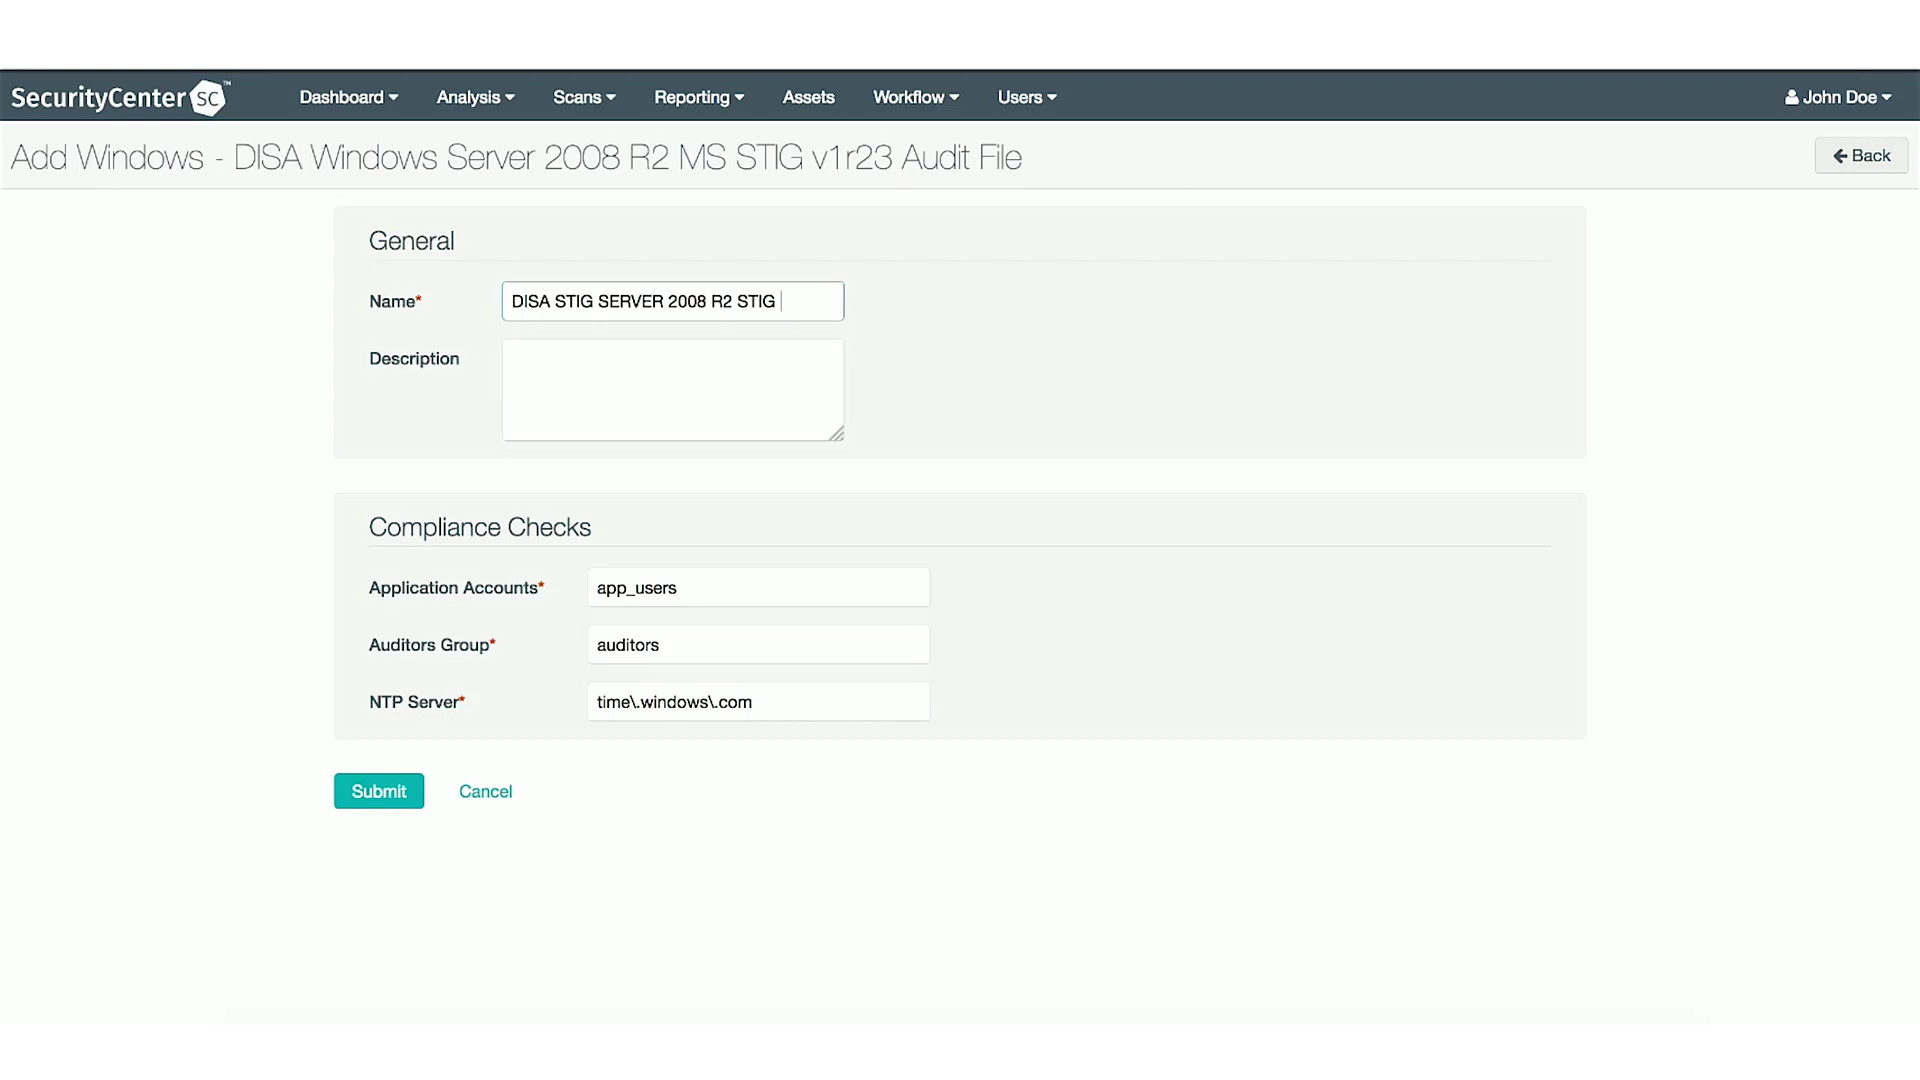 SecurityCenter SC™ Dashboard Analysis Scans Reporting Assets Workflow Users John Doe
Add Windows - DISA Windows Server 2008 R2 MS STIG v1r23 Audit File Back
General
Name* DISA STIG SERVER 2008 R2 STIG
Description
Compliance Checks
Application Accounts* app_users
Auditors Group* auditors
NTP Server* time\.windows\.com
Submit Cancel